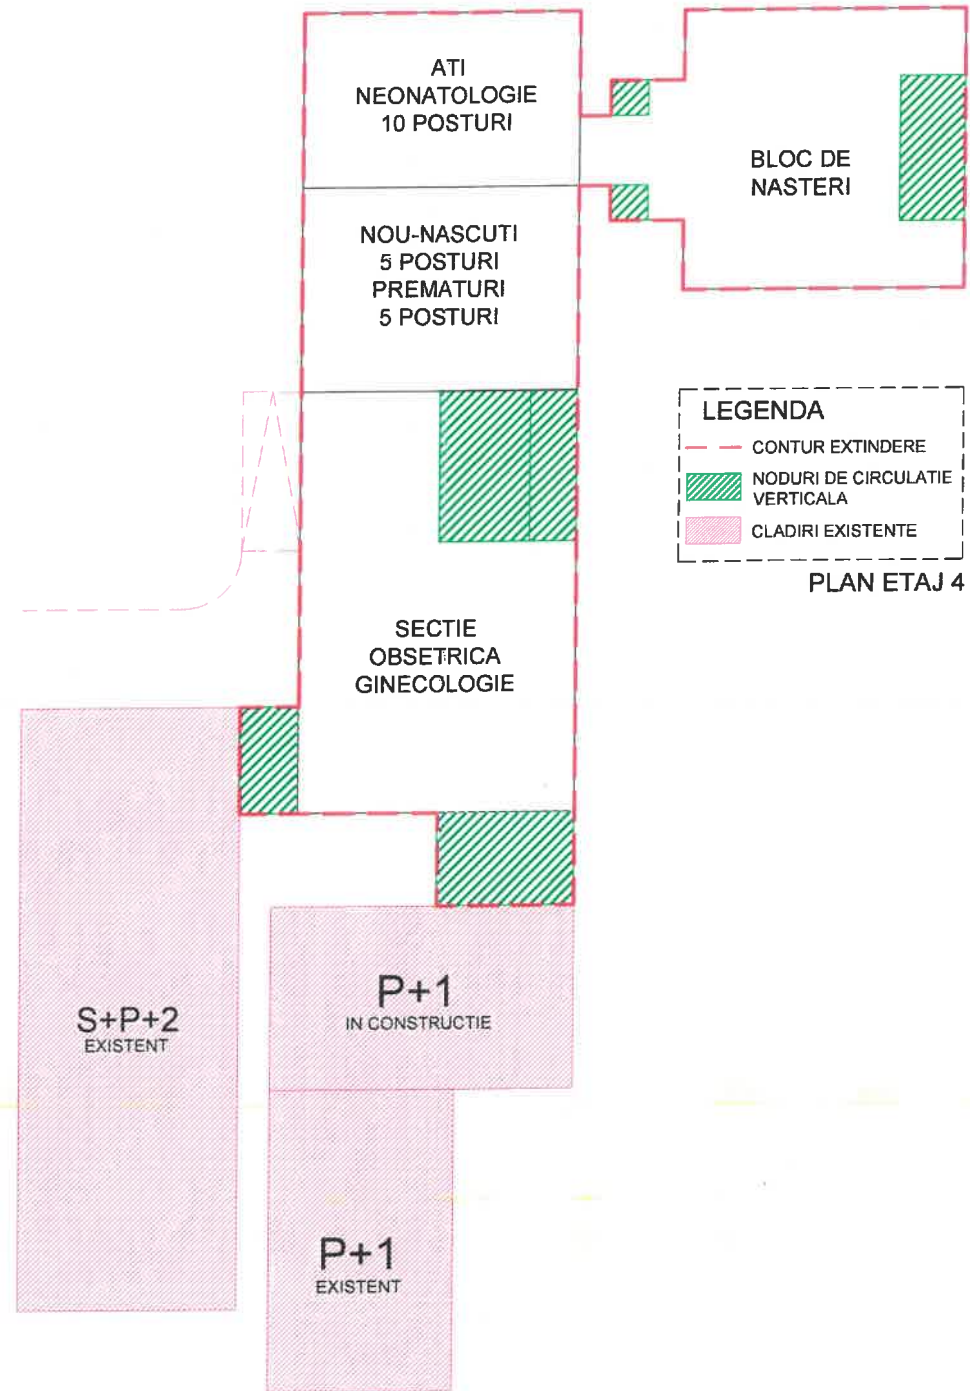 ATI
NEONATOLOGIE
10 POSTURI
BLOC DE
NASTERI
NOU-NASCUTI
5 POSTURI
PREMATURI
5 POSTURI
LEGENDA
CONTUR EXTINDERE
NODURI DE CIRCULATIE
VERTICALA
CLADIRI EXISTENTE
PLAN ETAJ 4
SECTIE
OBSETRICA
GINECOLOGIE
P+1
IN CONSTRUCTIE
S+P+2
EXISTENT
P+1
EXISTENT